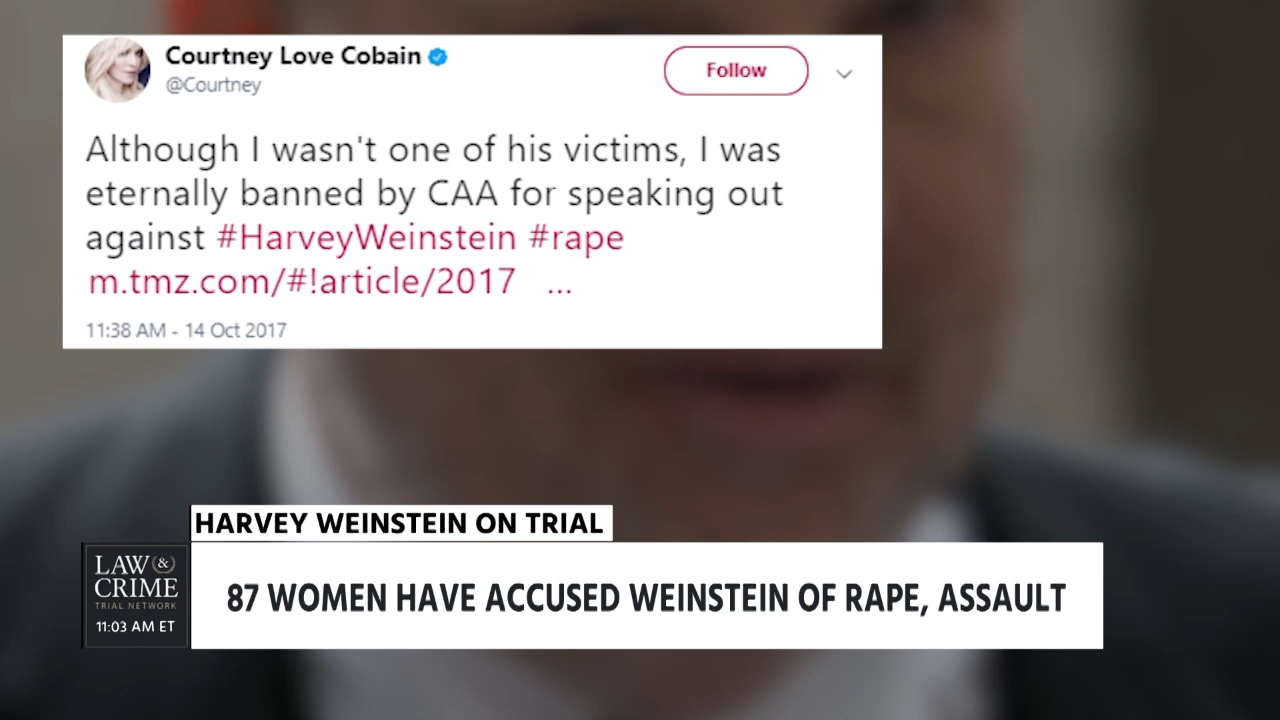 Courtney Love Cobain
@Courtney
Follow
Although I wasn't one of his victims, I was
eternally banned by CAA for speaking out
against #HarveyWeinstein #rape
m.tmz.com/#!article/2017 ...
11:38 AM - 14 Oct 2017
HARVEY WEINSTEIN ON TRIAL
LAW &
CRIME
TRIAL NETWORK
11:03 AM ET
87 WOMEN HAVE ACCUSED WEINSTEIN OF RAPE, ASSAULT